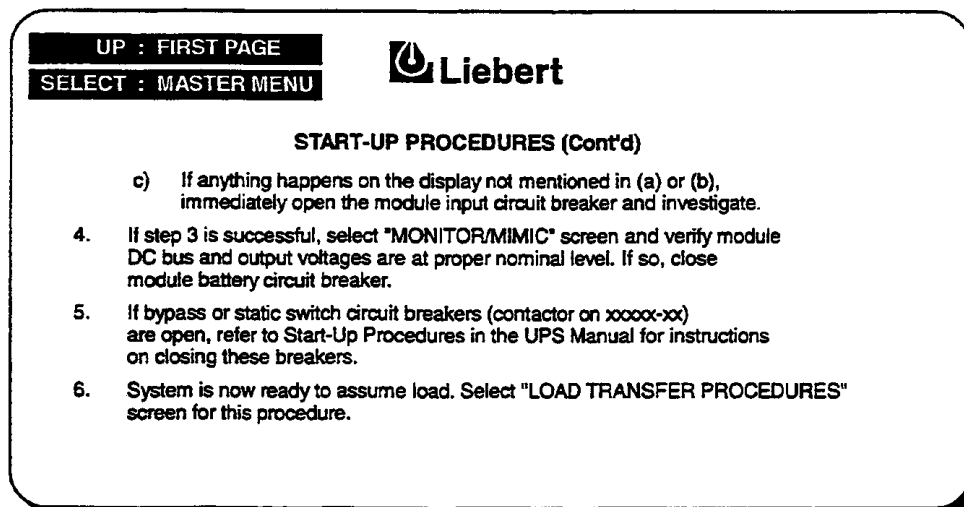 UP : FIRST PAGE
SELECT : MASTER MENU
Liebert
START-UP PROCEDURES (Cont'd)
c) If anything happens on the display not mentioned in (a) or (b),
immediately open the module input circuit breaker and investigate.
4. If step 3 is successful, select "MONITOR/MIMIC" screen and verify module
DC bus and output voltages are at proper nominal level. If so, close
module battery circuit breaker.
5. If bypass or static switch circuit breakers (contactor on xxxxx-xx)
are open, refer to Start-Up Procedures in the UPS Manual for instructions
on closing these breakers.
6. System is now ready to assume load. Select "LOAD TRANSFER PROCEDURES"
screen for this procedure.